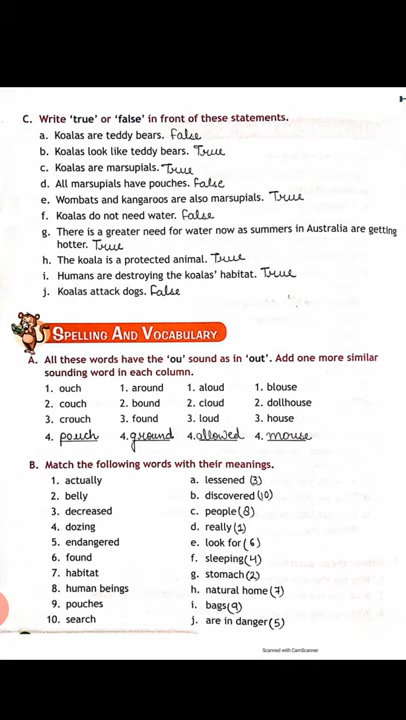 C. Write 'true' or 'false' in front of these statements.
a. Koalas are teddy bears. False
b. Koalas look like teddy bears. True
c. Koalas are marsupials. True
d. All marsupials have pouches. False
e. Wombats and kangaroos are also marsupials. True
f. Koalas do not need water. False
g. There is a greater need for water now as summers in Australia are getting
hotter. True
h. The koala is a protected animal. True
i. Humans are destroying the koalas' habitat. True
j. Koalas attack dogs. False
SPELLING AND VOCABULARY
A. All these words have the 'ou' sound as in 'out'. Add one more similar
sounding word in each column.
1. ouch 1. around 1. aloud 1. blouse
2. couch 2. bound 2. cloud 2. dollhouse
3. crouch 3. found 3. loud 3. house
4. pouch 4. ground 4. allowed 4. mouse
B. Match the following words with their meanings.
1. actually a. lessened (3)
2. belly b. discovered (10)
3. decreased c. people (8)
4. dozing d. really (1)
5. endangered e. look for (6)
6. found f. sleeping (4)
7. habitat g. stomach (2)
8. human beings h. natural home (7)
9. pouches i. bags (9)
10. search j. are in danger (5)
Scanned with CamScanner